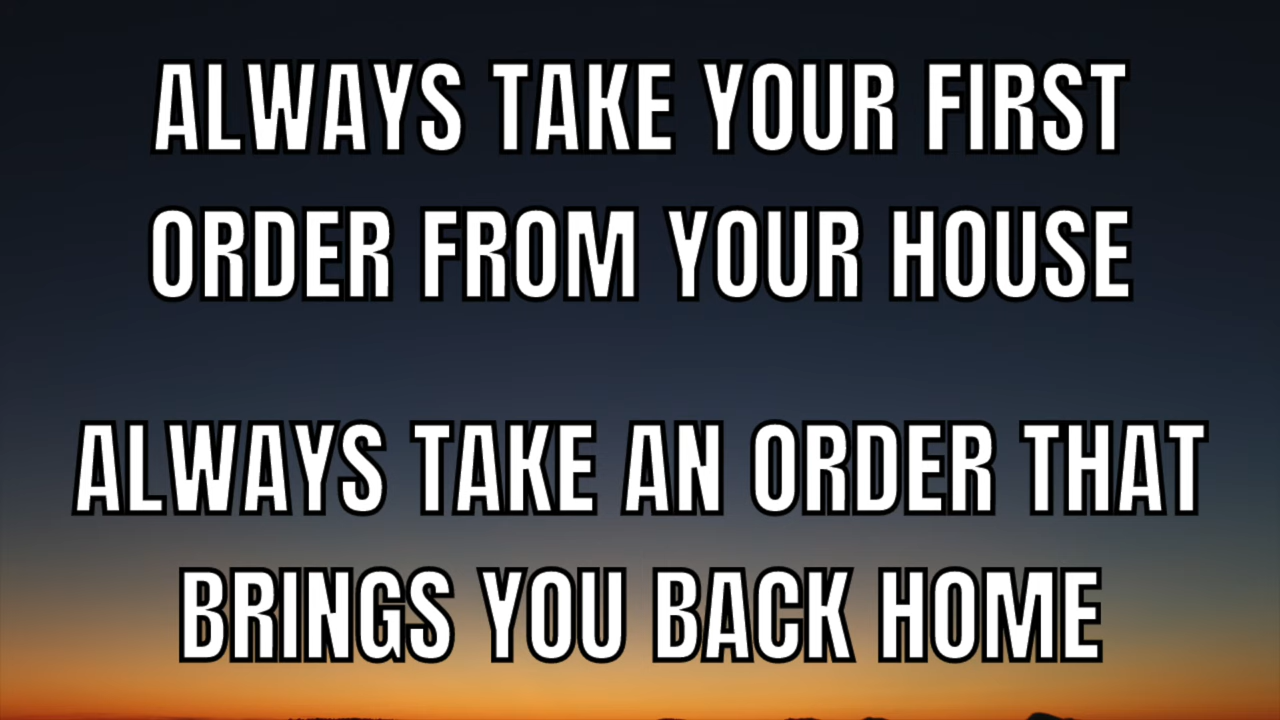 ALWAYS TAKE YOUR FIRST
ORDER FROM YOUR HOUSE
ALWAYS TAKE AN ORDER THAT
BRINGS YOU BACK HOME